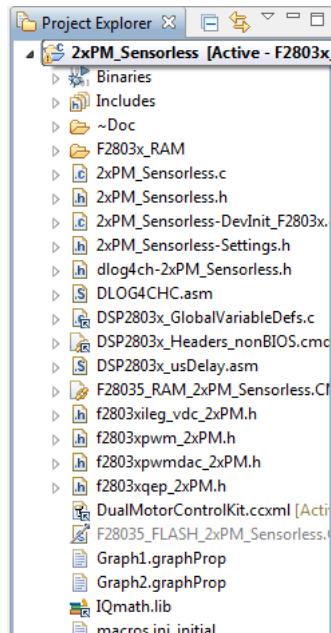 Project Explorer
2xPM_Sensorless [Active - F2803x_
Binaries
Includes
~Doc
F2803x_RAM
2xPM_Sensorless.c
2xPM_Sensorless.h
2xPM_Sensorless-DevInit_F2803x.c
2xPM_Sensorless-Settings.h
dlog4ch-2xPM_Sensorless.h
DLOG4CHC.asm
DSP2803x_GlobalVariableDefs.c
DSP2803x_Headers_nonBIOS.cmd
DSP2803x_usDelay.asm
F28035_RAM_2xPM_Sensorless.CM
f2803xileg_vdc_2xPM.h
f2803xpwm_2xPM.h
f2803xpwmdac_2xPM.h
f2803xqep_2xPM.h
DualMotorControlKit.ccxml [Activ
F28035_FLASH_2xPM_Sensorless.C
Graph1.graphProp
Graph2.graphProp
IQmath.lib
macros.ini_initial